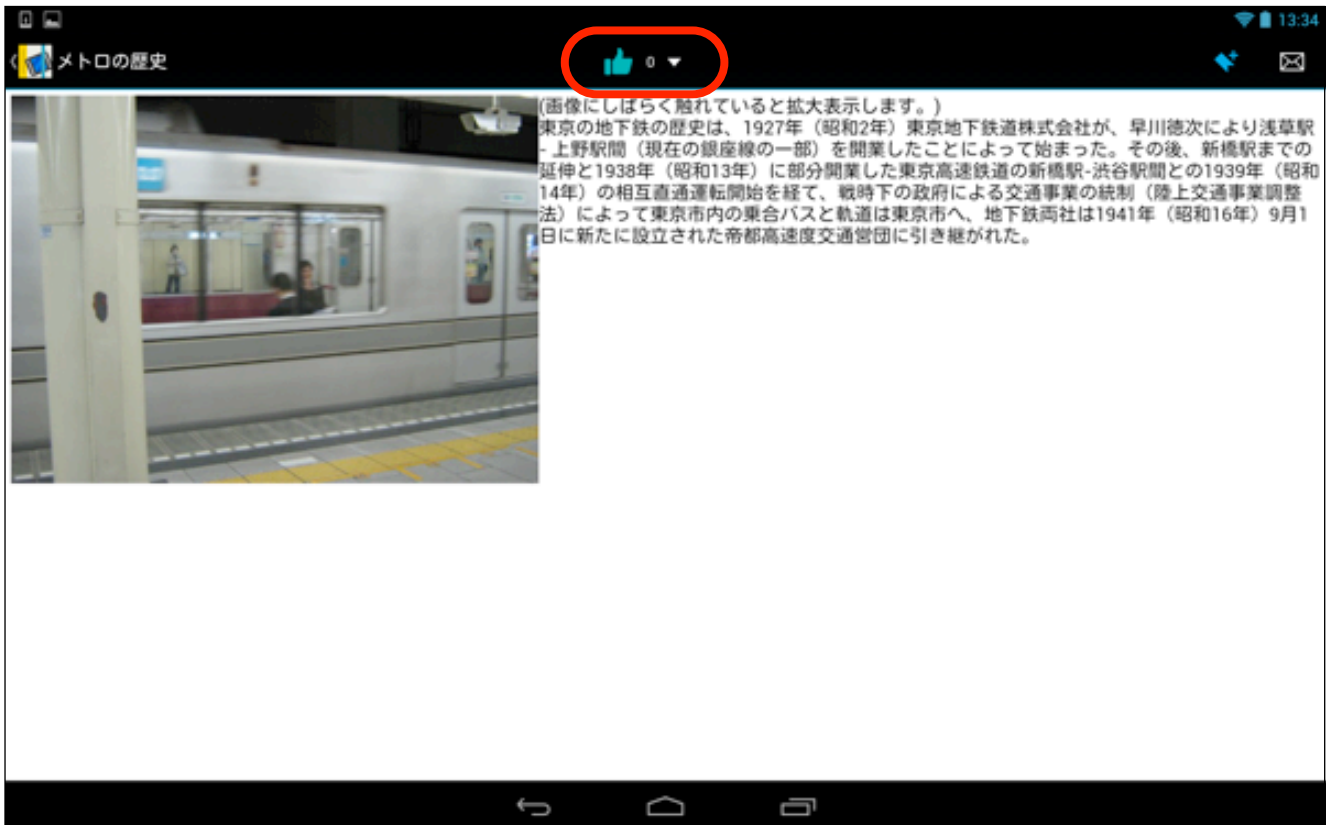 13:34
メトロの歴史
0
(画像にしばらく触れていると拡大表示します。)
東京の地下鉄の歴史は、1927年（昭和2年）東京地下鉄道株式会社が、早川徳次により浅草駅
- 上野駅間（現在の銀座線の一部）を開業したことによって始まった。その後、新橋駅までの
延伸と1938年（昭和13年）に部分開業した東京高速鉄道の新橋駅-渋谷駅間との1939年（昭和
14年）の相互直通運転開始を経て、戦時下の政府による交通事業の統制（陸上交通事業調整
法）によって東京市内の乗合バスと軌道は東京市へ、地下鉄両社は1941年（昭和16年）9月1
日に新たに設立された帝都高速度交通営団に引き継がれた。